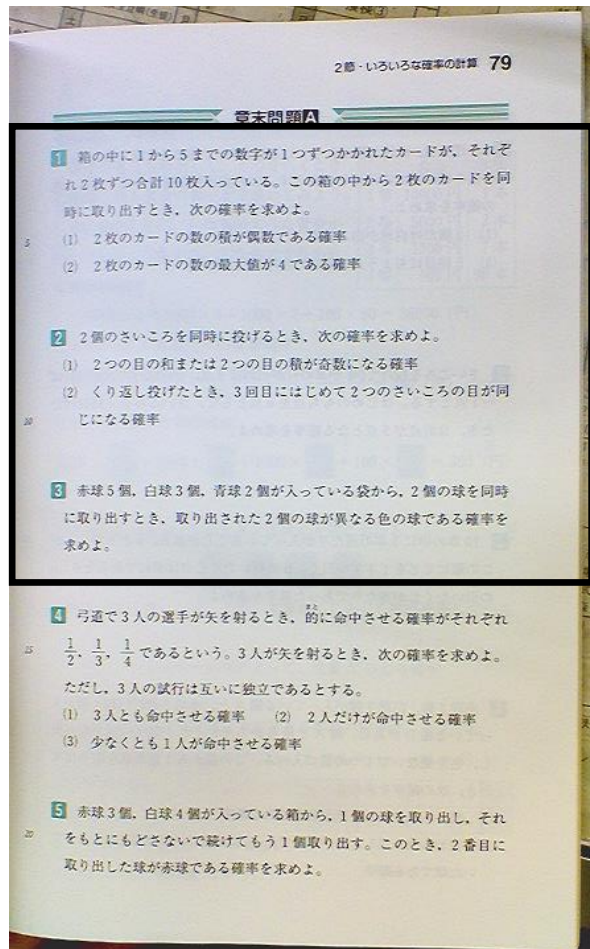 2節・いろいろな確率の計算 79
章末問題A
1 箱の中に1から5までの数字が1つずつかかれたカードが、それぞ
れ2枚ずつ合計10枚入っている。この箱の中から2枚のカードを同
時に取り出すとき、次の確率を求めよ。
5 (1) 2枚のカードの数の積が偶数である確率
(2) 2枚のカードの数の最大値が4である確率
2 2個のさいころを同時に投げるとき、次の確率を求めよ。
(1) 2つの目の和または2つの目の積が奇数になる確率
(2) くり返し投げたとき、3回目にはじめて2つのさいころの目が同
10 じになる確率
3 赤球5個、白球3個、青球2個が入っている袋から、2個の球を同時
に取り出すとき、取り出された2個の球が異なる色の球である確率を
求めよ。
4 弓道で3人の選手が矢を射るとき、的に命中させる確率がそれぞれ
15 1/2, 1/3, 1/4 であるという。3人が矢を射るとき、次の確率を求めよ。
ただし、3人の試行は互いに独立であるとする。
(1) 3人とも命中させる確率 (2) 2人だけが命中させる確率
(3) 少なくとも1人が命中させる確率
5 赤球3個、白球4個が入っている箱から、1個の球を取り出し、それ
20 をもとにもどさないで続けてもう1個取り出す。このとき、2番目に
取り出した球が赤球である確率を求めよ。